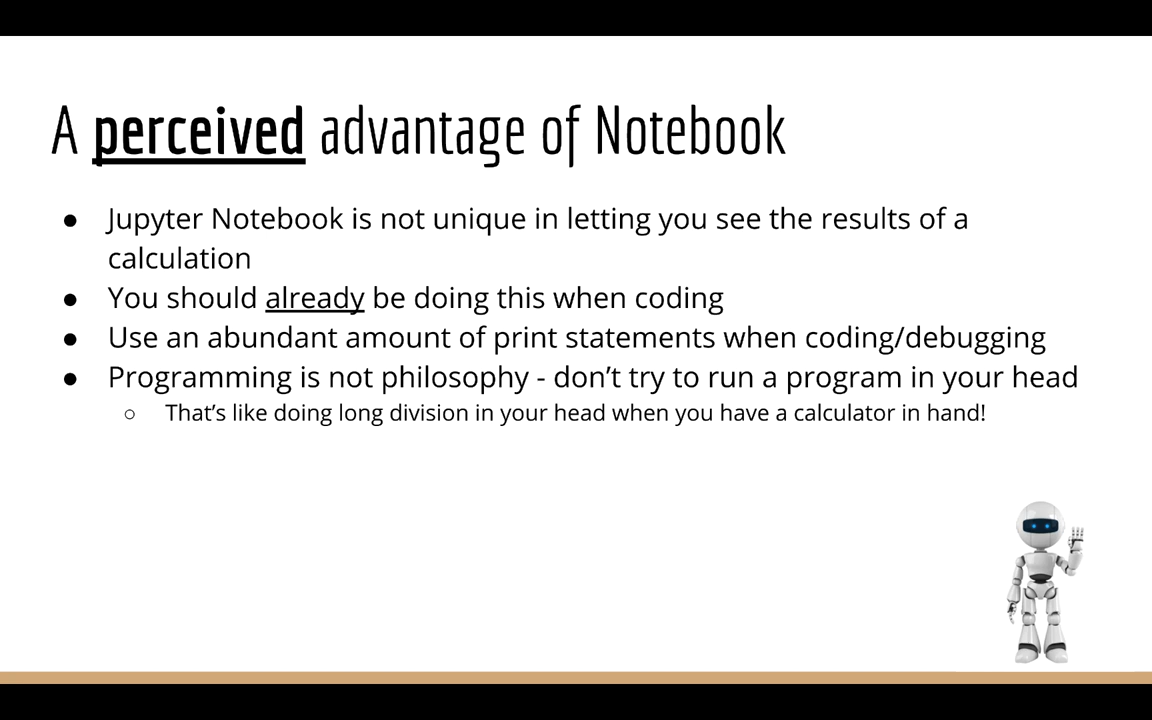 A perceived advantage of Notebook
● Jupyter Notebook is not unique in letting you see the results of a
calculation
● You should already be doing this when coding
● Use an abundant amount of print statements when coding/debugging
● Programming is not philosophy - don’t try to run a program in your head
○ That’s like doing long division in your head when you have a calculator in hand!